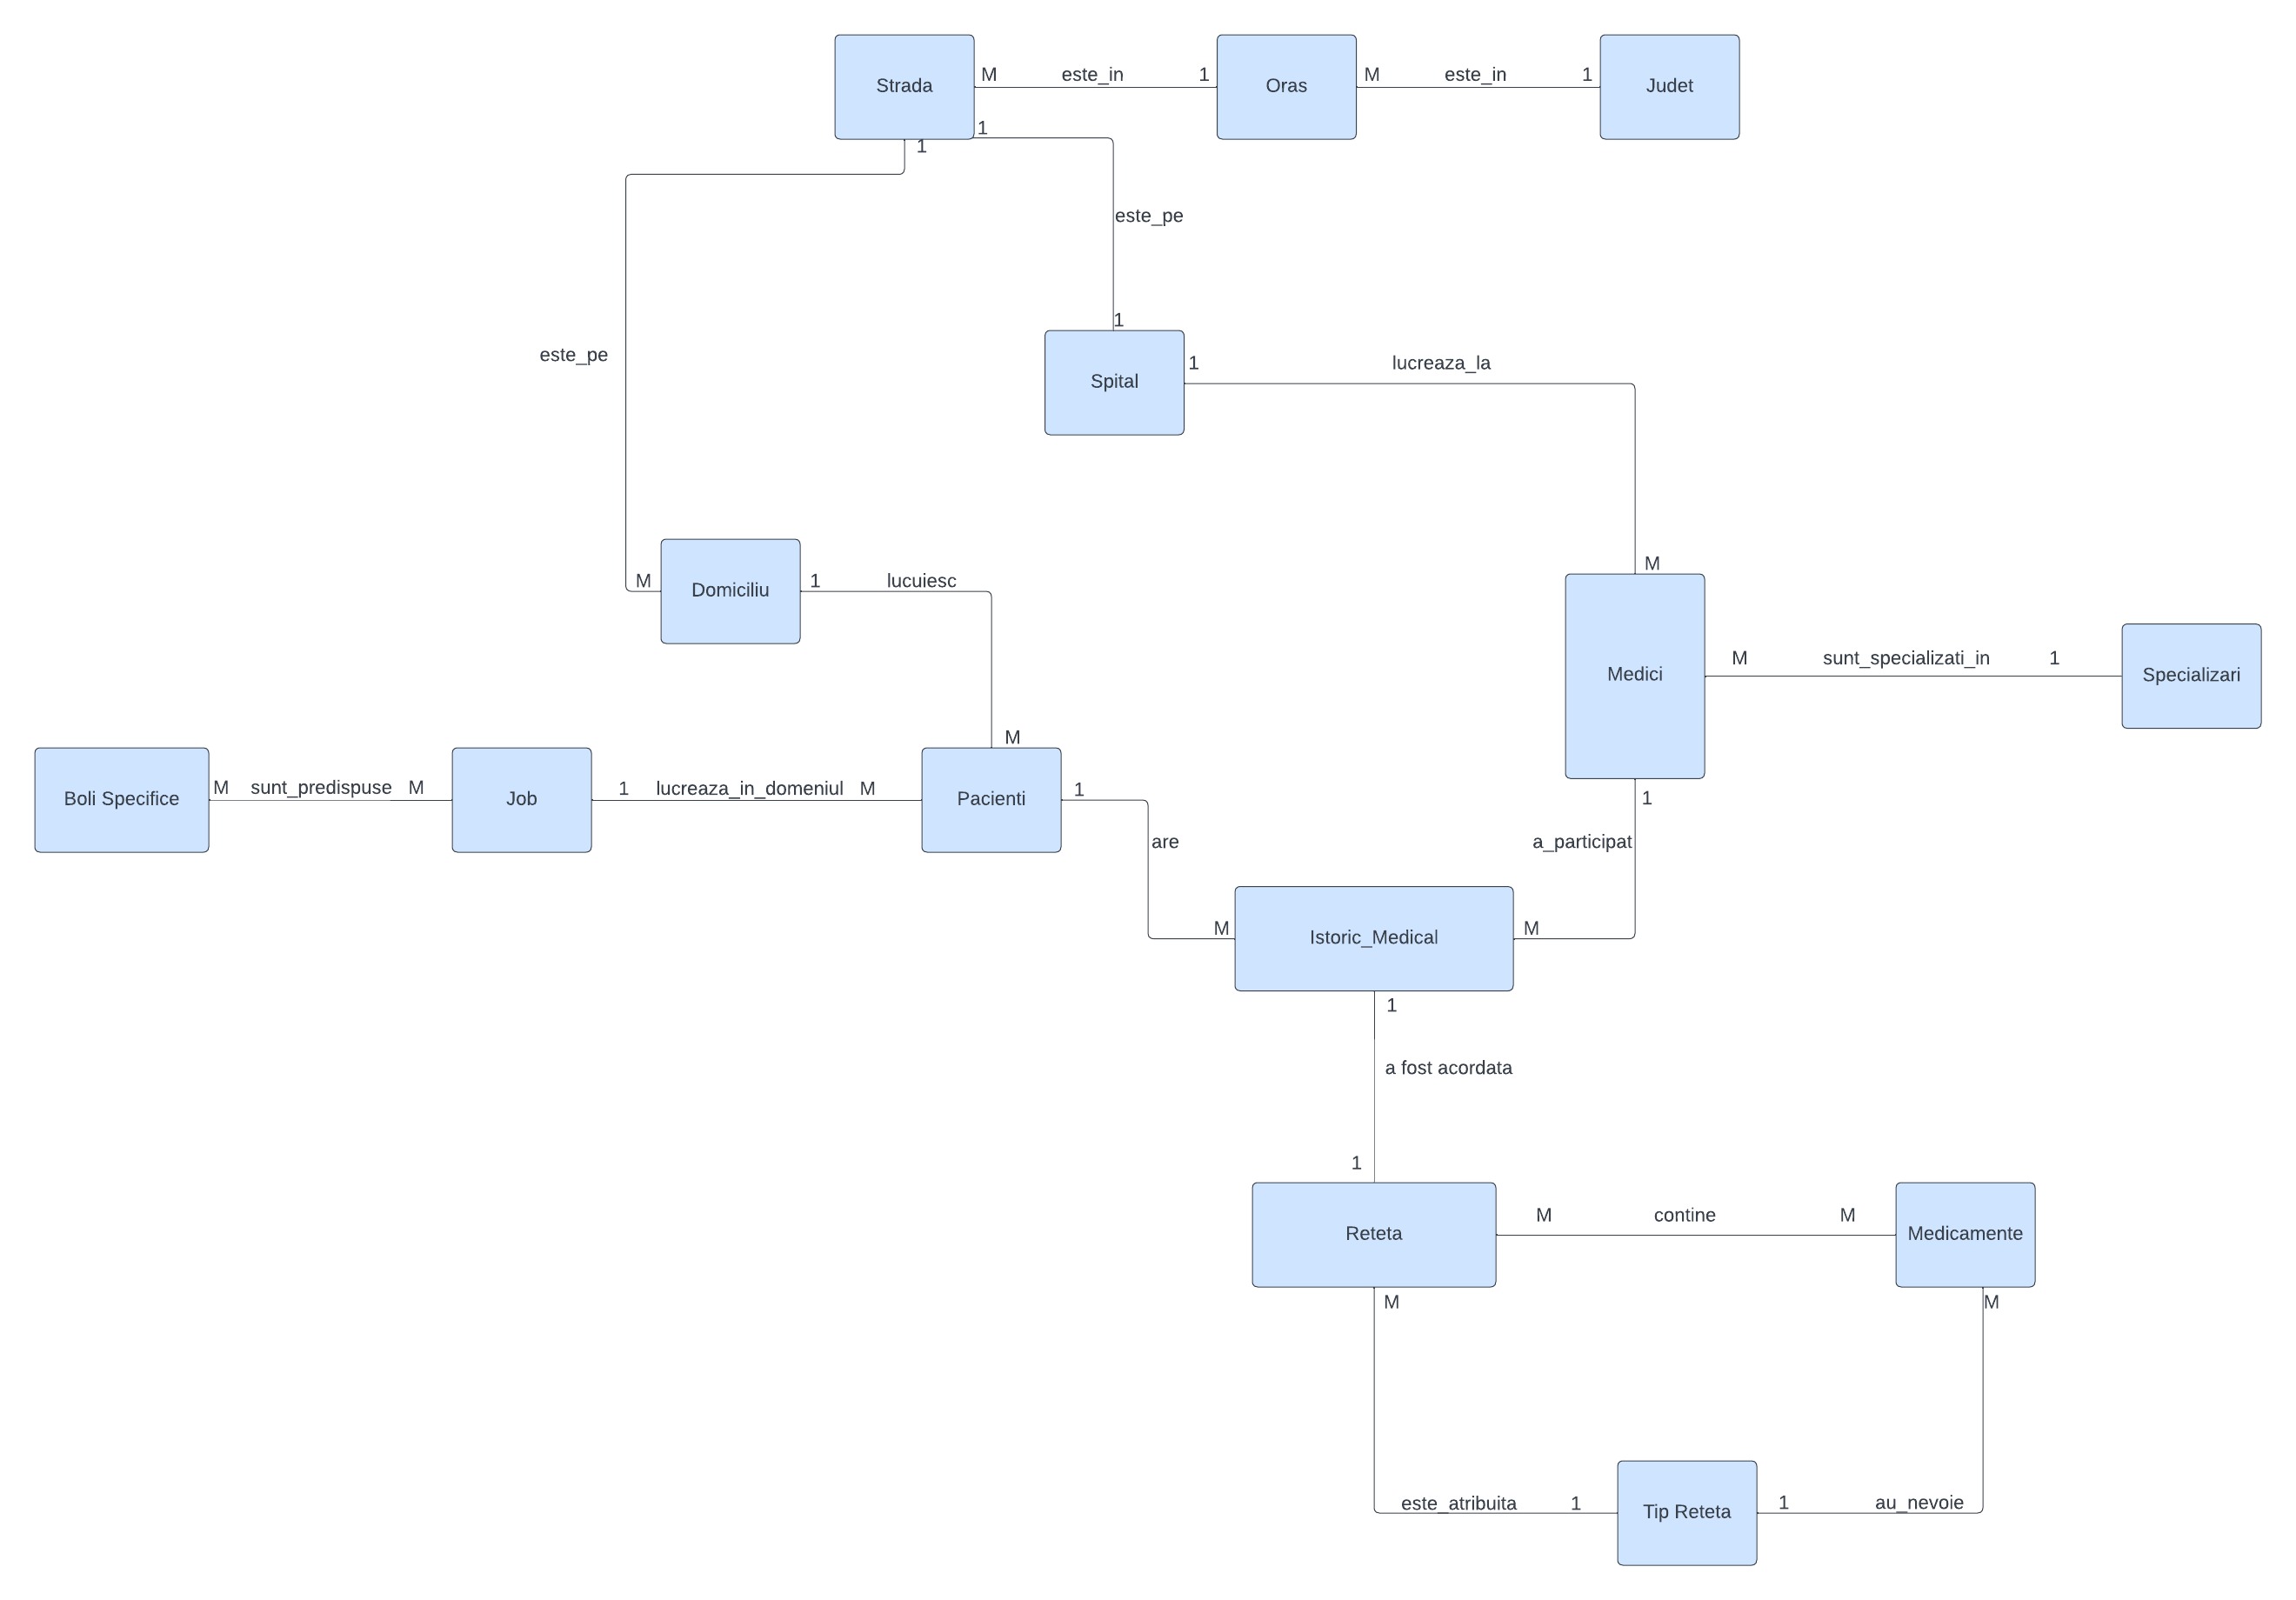 Strada
M
este_in
1
Oras
M
este_in
1
Judet
1
1
este_pe
1
este_pe
Spital
1
lucreaza_la
M
Domiciliu
1
lucuiesc
M
M
Medici
M
sunt_specializati_in
1
Specializari
Boli Specifice
M
sunt_predispuse
M
Job
1
lucreaza_in_domeniul
M
Pacienti
1
are
M
1
a_participat
M
Istoric_Medical
1
a fost acordata
1
Reteta
M
contine
M
Medicamente
M
M
este_atribuita
1
Tip Reteta
1
au_nevoie